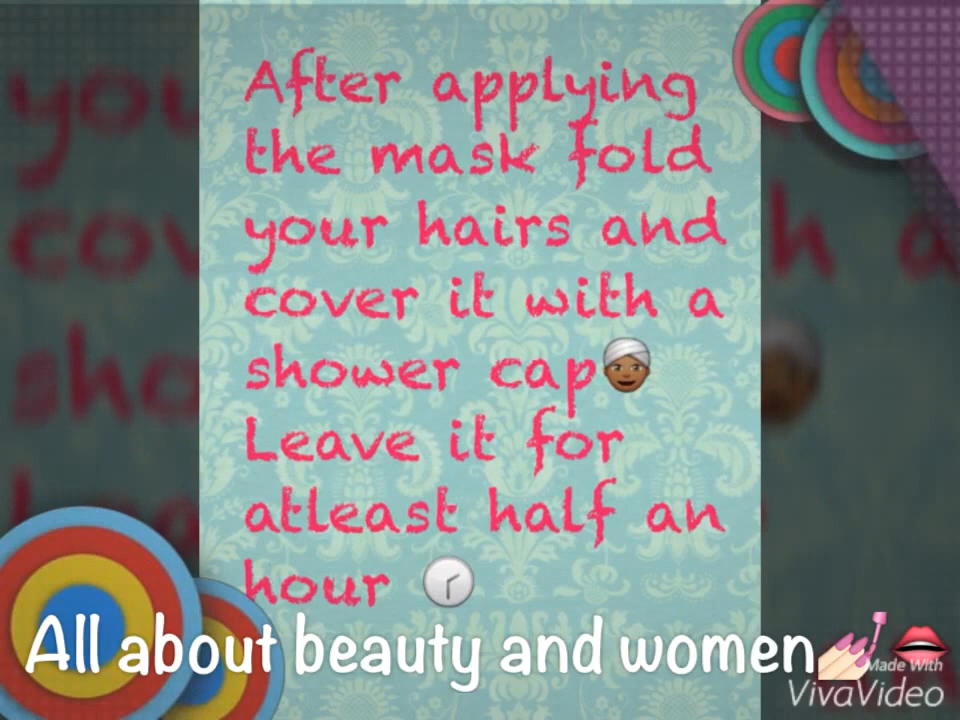 After applying
the mask fold
your hairs and
cover it with a
shower cap
Leave it for
atleast half an
hour
All about beauty and women
Made With
VivaVideo